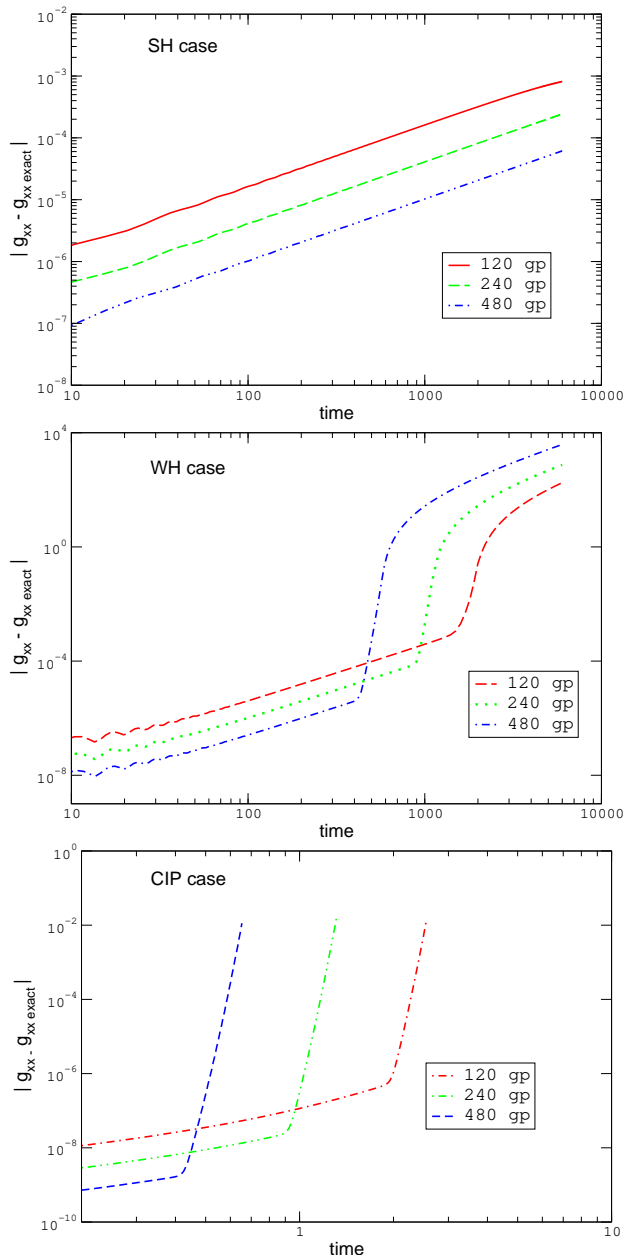 10^-2
SH case
10^-3
10^-4
10^-5
10^-6
10^-7
10^-8
| g_xx - g_xx exact |
120 gp
240 gp
480 gp
10 100 1000 10000
time
10^4
WH case
10^0
10^-4
10^-8
| g_xx - g_xx exact |
120 gp
240 gp
480 gp
10 100 1000 10000
time
10^0
CIP case
10^-2
10^-4
10^-6
10^-8
10^-10
| g_xx - g_xx exact |
120 gp
240 gp
480 gp
1 10
time